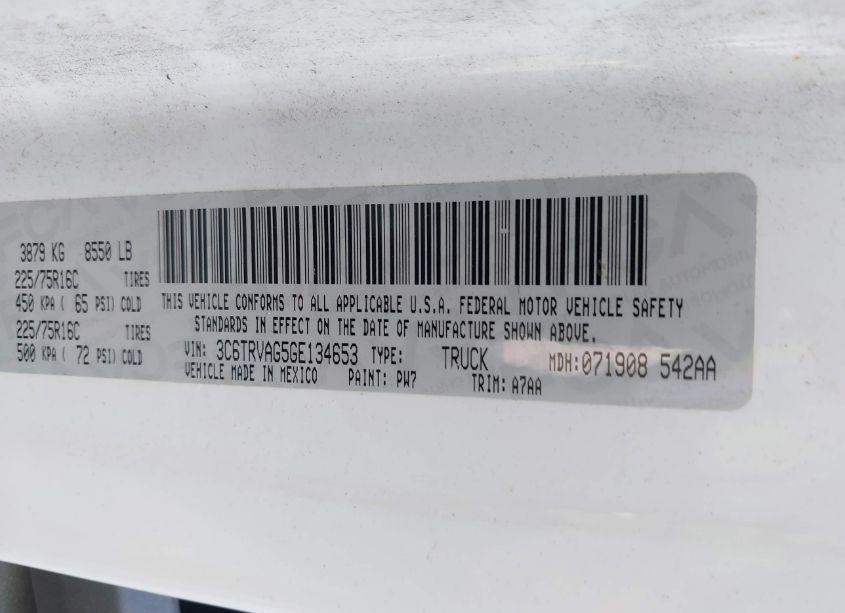 3879 KG 8550 LB
225/75R16C TIRES
450 KPA ( 65 PSI) COLD
225/75R16C TIRES
500 KPA ( 72 PSI) COLD
THIS VEHICLE CONFORMS TO ALL APPLICABLE U.S.A. FEDERAL MOTOR VEHICLE SAFETY
STANDARDS IN EFFECT ON THE DATE OF MANUFACTURE SHOWN ABOVE.
VIN: 3C6TRVAG5GE134653 TYPE: TRUCK MDH:071908 542AA
VEHICLE MADE IN MEXICO PAINT: PW7 TRIM: A7AA